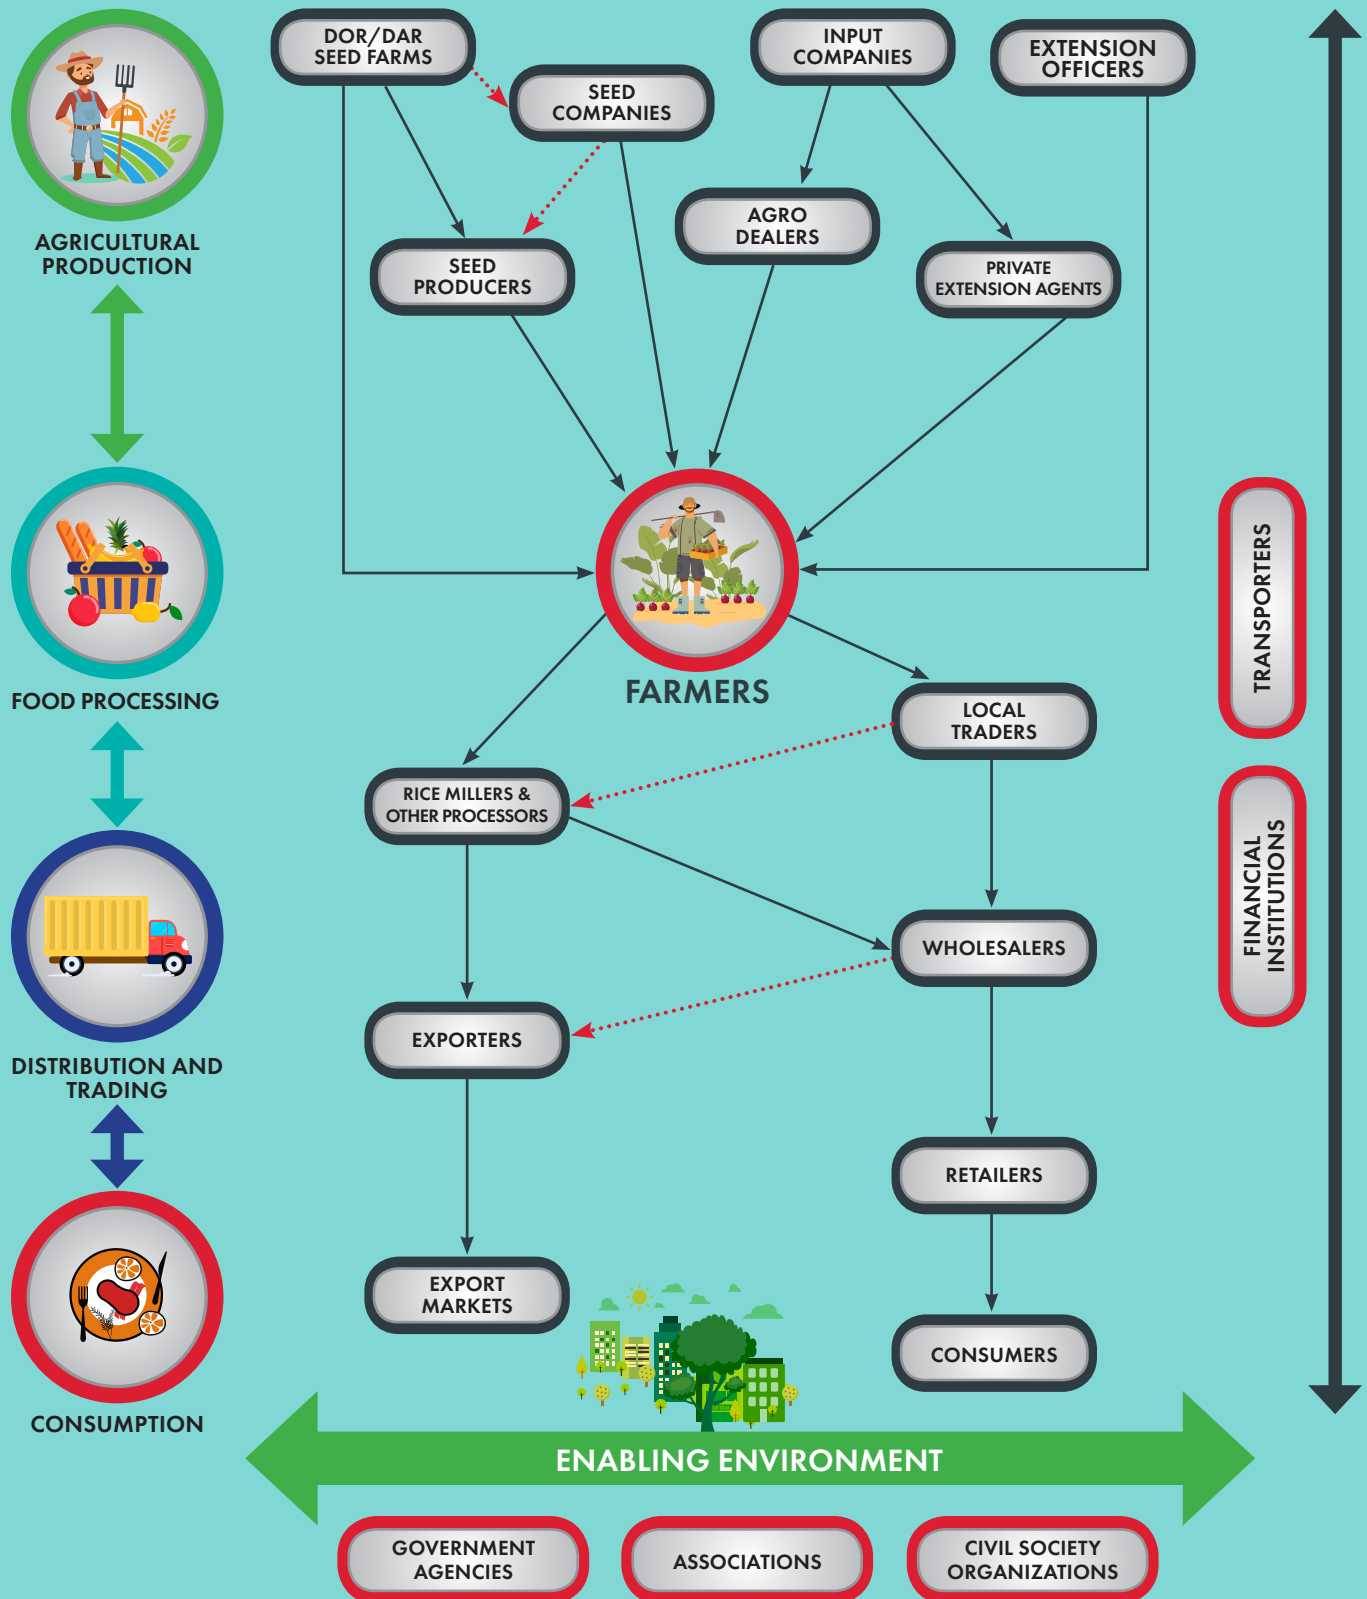 DOR/DAR
SEED FARMS
SEED
COMPANIES
INPUT
COMPANIES
EXTENSION
OFFICERS
AGRICULTURAL
PRODUCTION
SEED
PRODUCERS
AGRO
DEALERS
PRIVATE
EXTENSION AGENTS
FOOD PROCESSING
FARMERS
TRANSPORTERS
LOCAL
TRADERS
RICE MILLERS &
OTHER PROCESSORS
FINANCIAL
INSTITUTIONS
WHOLESALERS
EXPORTERS
DISTRIBUTION AND
TRADING
RETAILERS
EXPORT
MARKETS
CONSUMERS
CONSUMPTION
ENABLING ENVIRONMENT
GOVERNMENT
AGENCIES
ASSOCIATIONS
CIVIL SOCIETY
ORGANIZATIONS